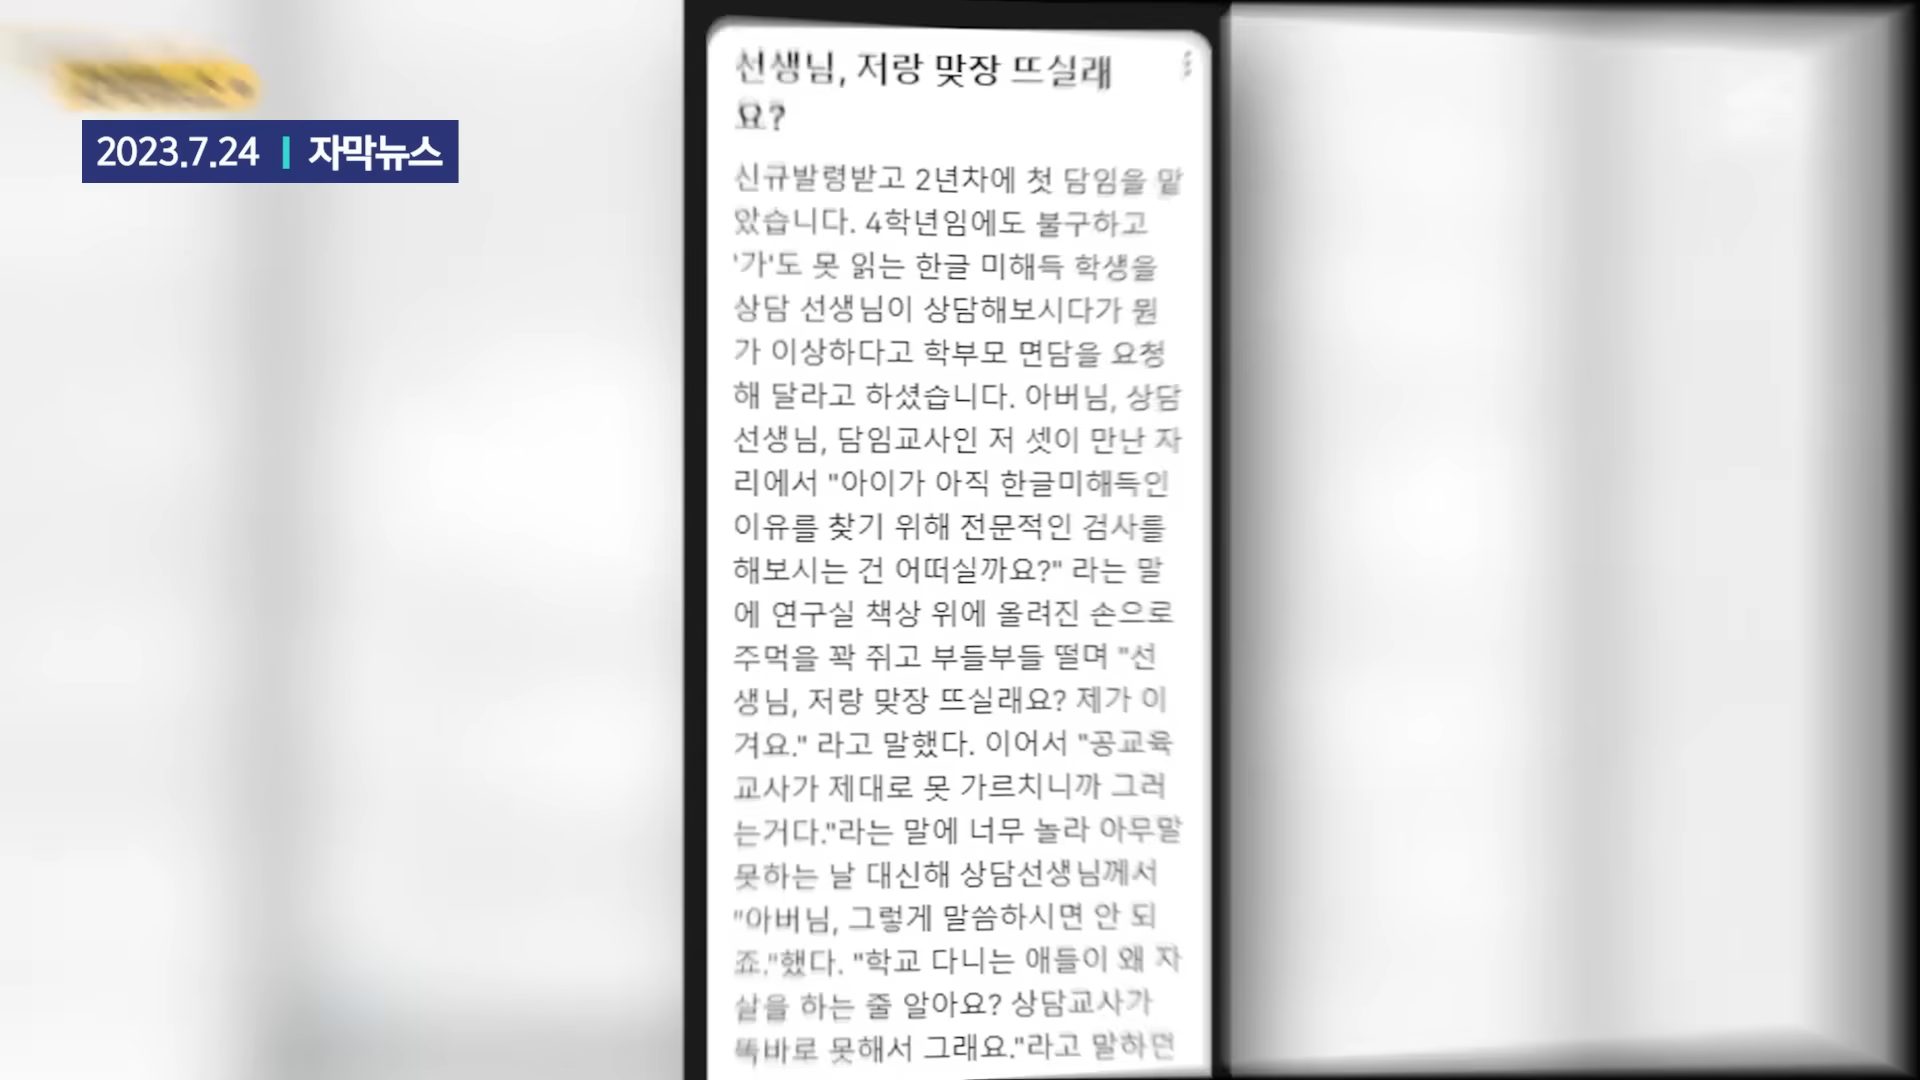 2023.7.24 | 자막뉴스
선생님, 저랑 맞장 뜨실래
요?
신규발령받고 2년차에 첫 담임을 맡
았습니다. 4학년임에도 불구하고
'가'도 못 읽는 한글 미해득 학생을
상담 선생님이 상담해보시다가 뭔
가 이상하다고 학부모 면담을 요청
해 달라고 하셨습니다. 아버님, 상담
선생님, 담임교사인 저 셋이 만난 자
리에서 "아이가 아직 한글미해득인
이유를 찾기 위해 전문적인 검사를
해보시는 건 어떠실까요?" 라는 말
에 연구실 책상 위에 올려진 손으로
주먹을 꽉 쥐고 부들부들 떨며 "선
생님, 저랑 맞장 뜨실래요? 제가 이
겨요." 라고 말했다. 이어서 "공교육
교사가 제대로 못 가르치니까 그러
는거다."라는 말에 너무 놀라 아무말
못하는 날 대신해 상담선생님께서
"아버님, 그렇게 말씀하시면 안 되
죠."했다. "학교 다니는 애들이 왜 자
살을 하는 줄 알아요? 상담교사가
똑바로 못해서 그래요."라고 말하던